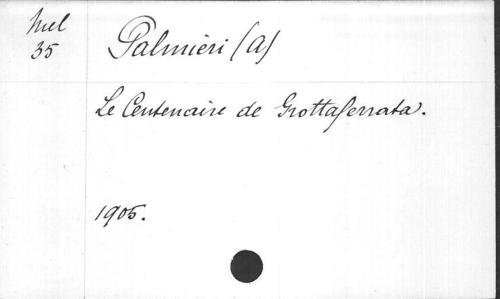 Mel
35
Palmieri (A)
Le Centenaire de Grottaferrata.
1905.